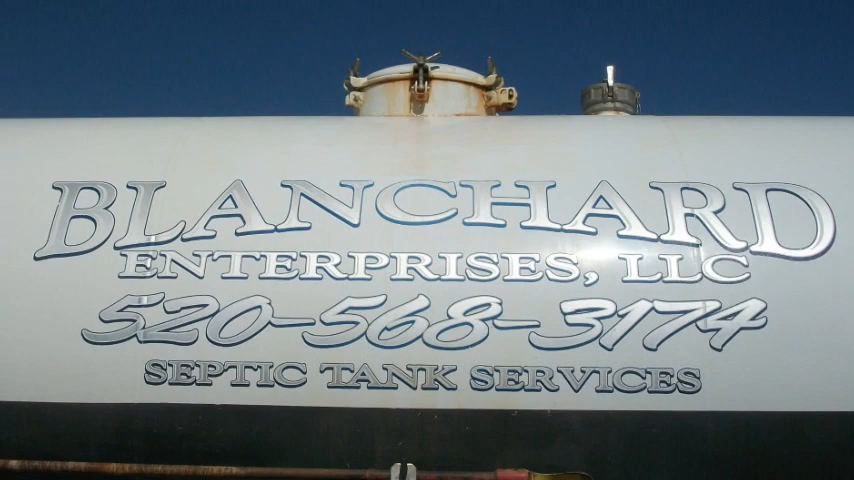 BLANCHARD
ENTERPRISES, LLC
520-568-3174
SEPTIC TANK SERVICES